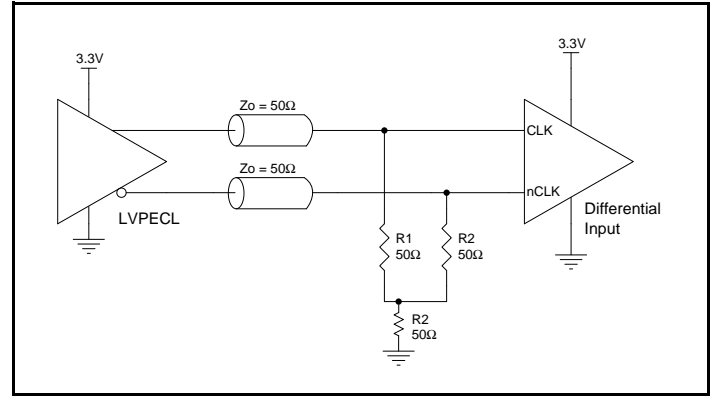 3.3V
3.3V
Zo = 50Ω
CLK
Zo = 50Ω
nCLK
LVPECL
Differential
Input
R1
50Ω
R2
50Ω
R2
50Ω